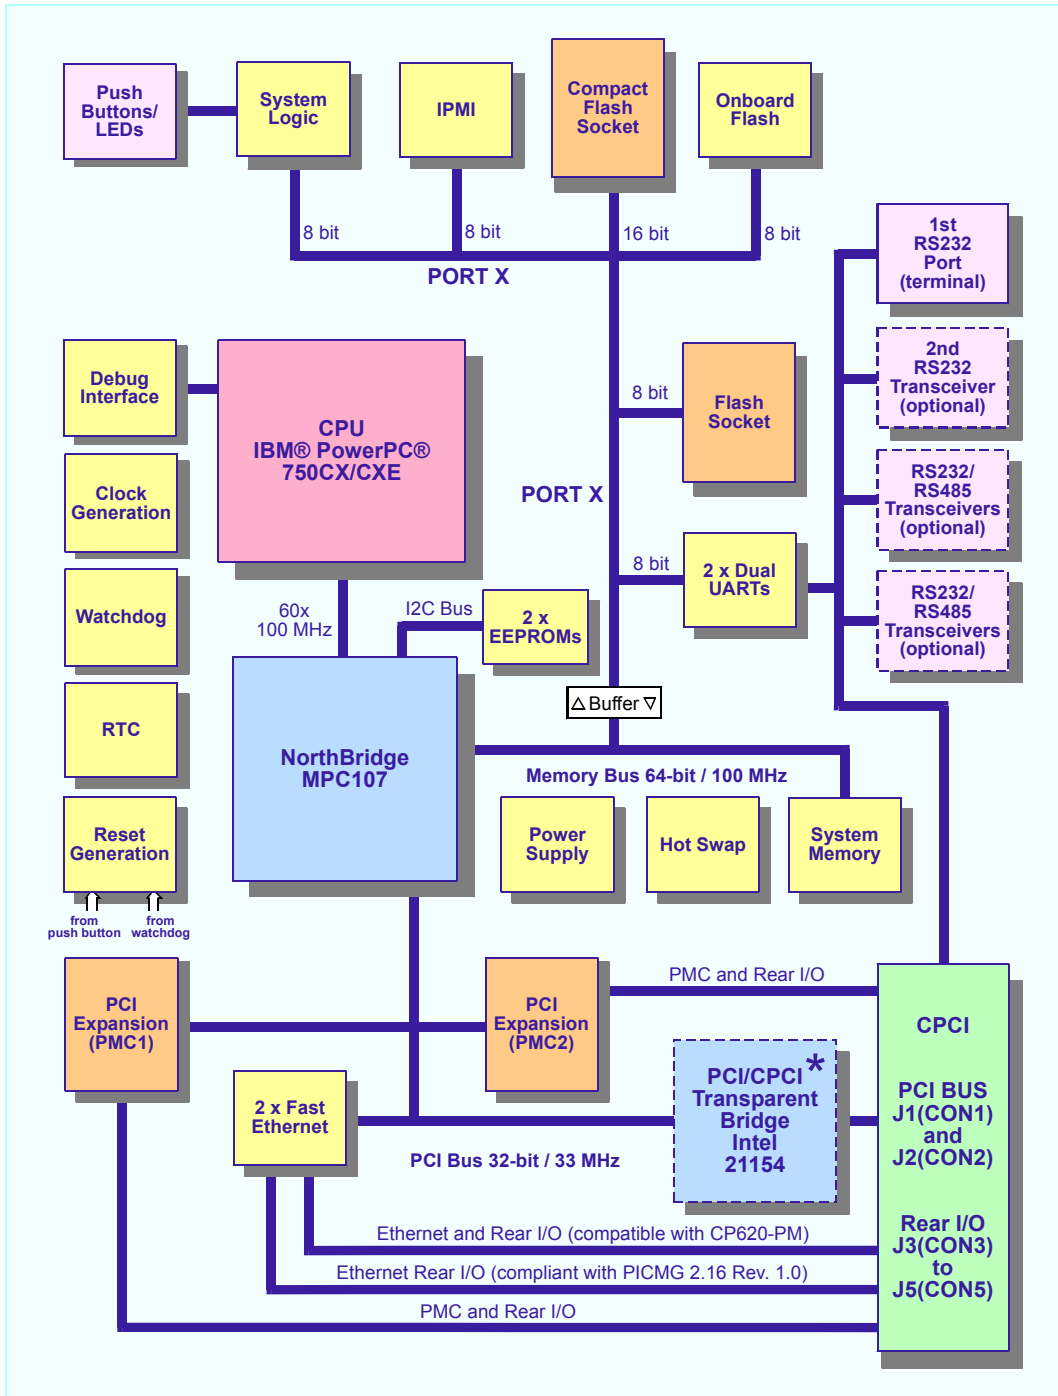 Push
Buttons/
LEDs
System
Logic
IPMI
Compact
Flash
Socket
Onboard
Flash
8 bit
8 bit
16 bit
8 bit
PORT X
1st
RS232
Port
(terminal)
2nd
RS232
Transceiver
(optional)
RS232/
RS485
Transceivers
(optional)
RS232/
RS485
Transceivers
(optional)
Debug
Interface
CPU
IBM® PowerPC®
750CX/CXE
8 bit
Flash
Socket
Clock
Generation
PORT X
8 bit
2 x Dual
UARTs
Watchdog
60x
100 MHz
I2C Bus
2 x
EEPROMs
RTC
NorthBridge
MPC107
△ Buffer ▽
Memory Bus 64-bit / 100 MHz
Reset
Generation
from
push button
from
watchdog
Power
Supply
Hot Swap
System
Memory
PCI
Expansion
(PMC1)
PCI
Expansion
(PMC2)
PMC and Rear I/O
CPCI
PCI BUS
J1(CON1)
and
J2(CON2)
Rear I/O
J3(CON3)
to
J5(CON5)
2 x Fast
Ethernet
PCI/CPCI *
Transparent
Bridge
Intel
21154
PCI Bus 32-bit / 33 MHz
Ethernet and Rear I/O (compatible with CP620-PM)
Ethernet Rear I/O (compliant with PICMG 2.16 Rev. 1.0)
PMC and Rear I/O